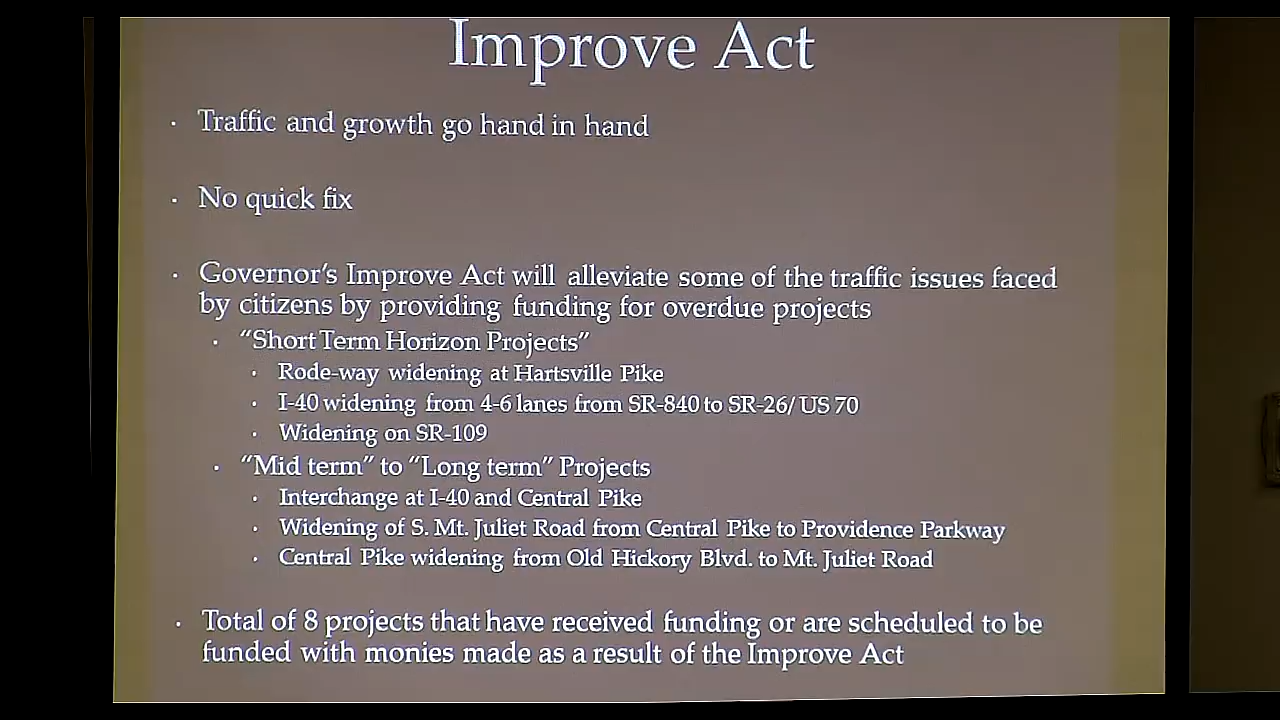 Improve Act
· Traffic and growth go hand in hand
· No quick fix
· Governor's Improve Act will alleviate some of the traffic issues faced
by citizens by providing funding for overdue projects
· “Short Term Horizon Projects”
· Rode-way widening at Hartsville Pike
· I-40 widening from 4-6 lanes from SR-840 to SR-26/ US 70
· Widening on SR-109
· “Mid term” to “Long term” Projects
· Interchange at I-40 and Central Pike
· Widening of S. Mt. Juliet Road from Central Pike to Providence Parkway
· Central Pike widening from Old Hickory Blvd. to Mt. Juliet Road
· Total of 8 projects that have received funding or are scheduled to be
funded with monies made as a result of the Improve Act